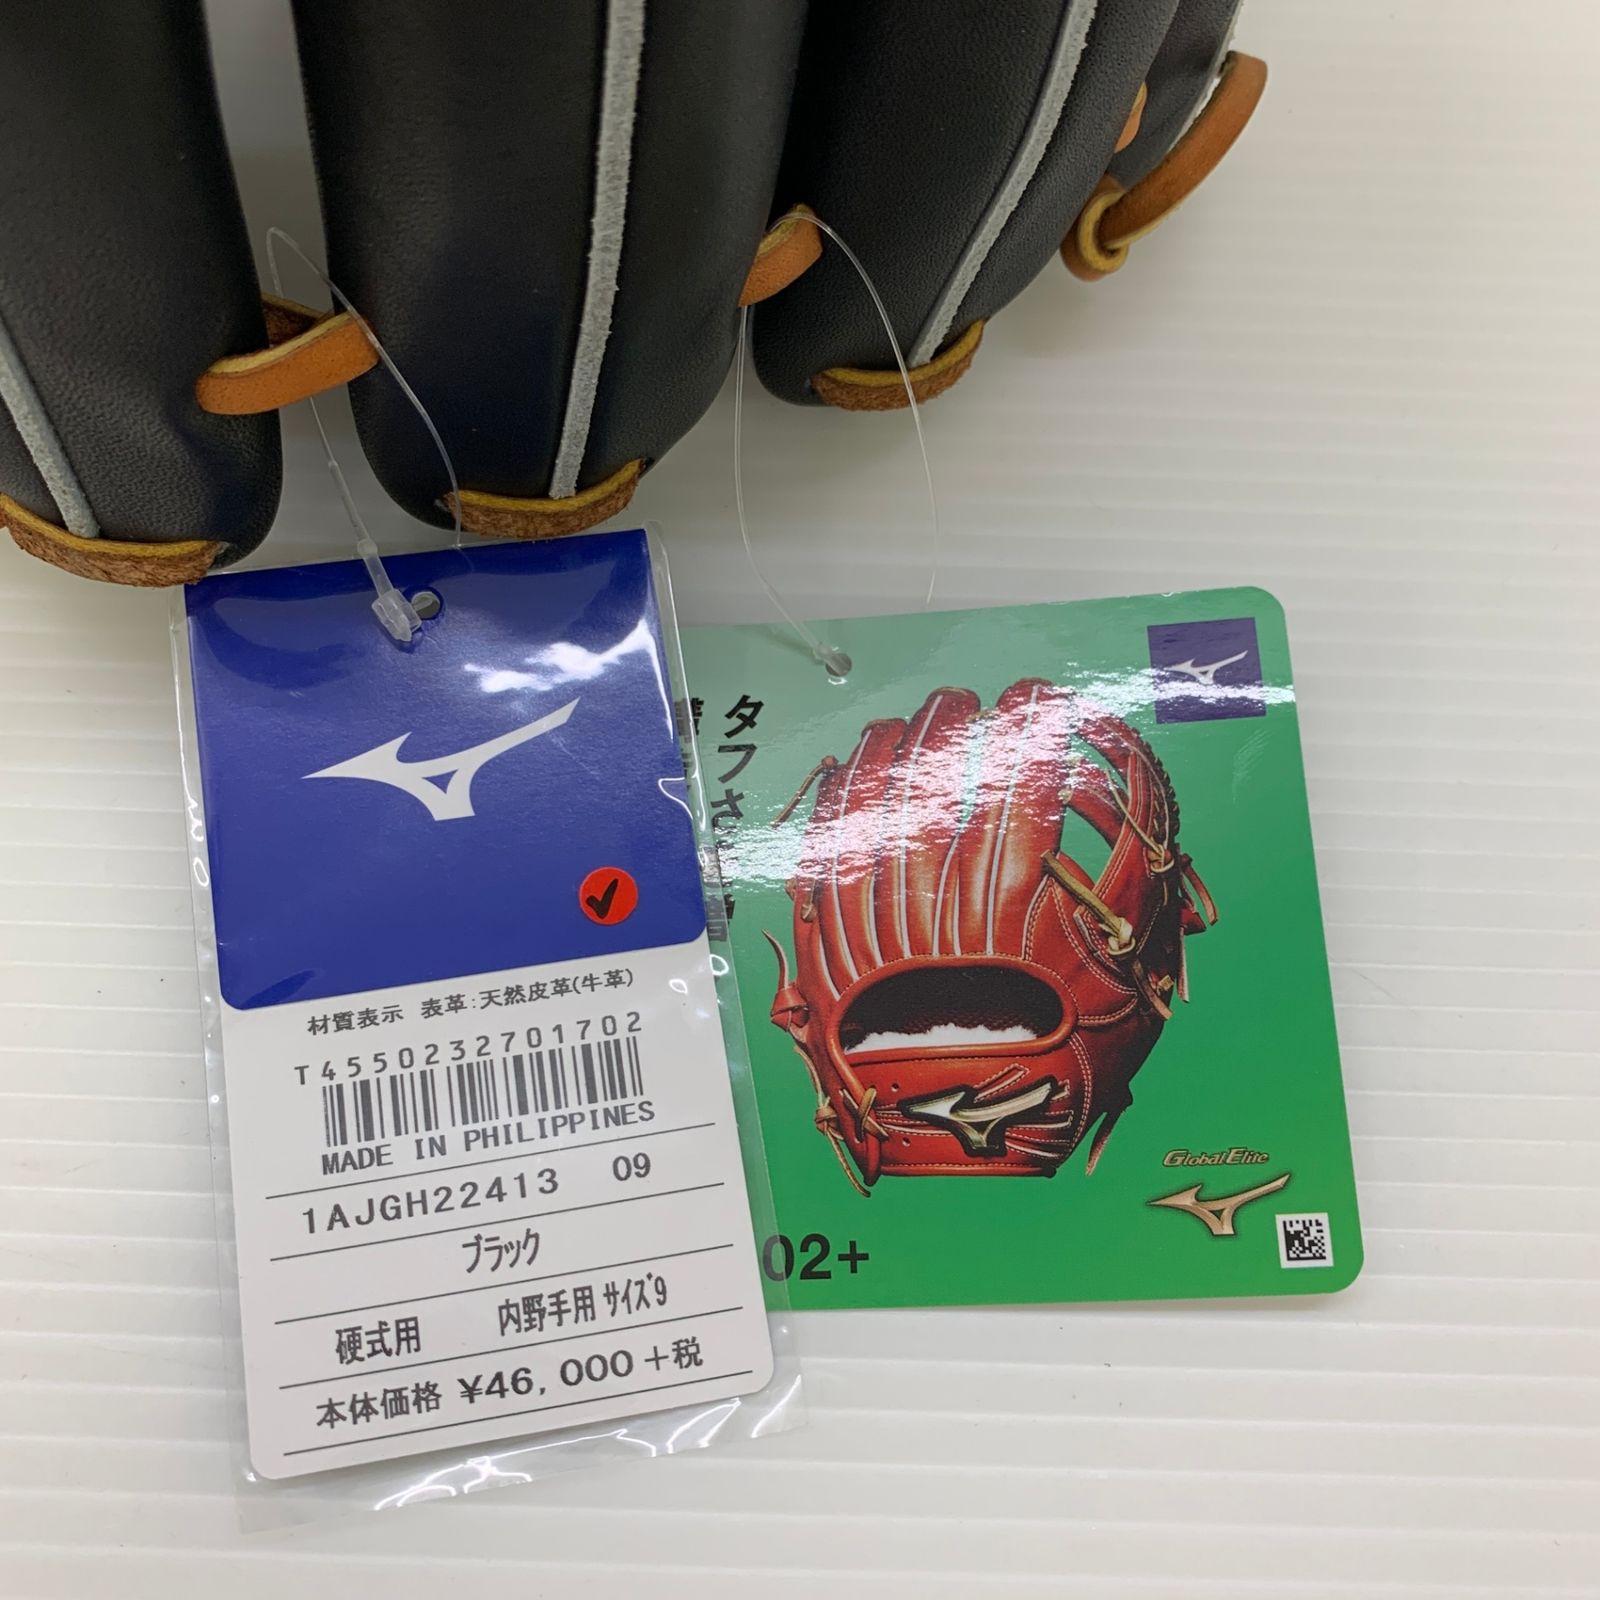 材質表示 表革:天然皮革(牛革)
T4550232701702
MADE IN PHILIPPINES
1AJGH22413 09
ブラック
硬式用 内野手用 サイズ9
本体価格 ¥46,000+税
タフさ
Global Elite
02+